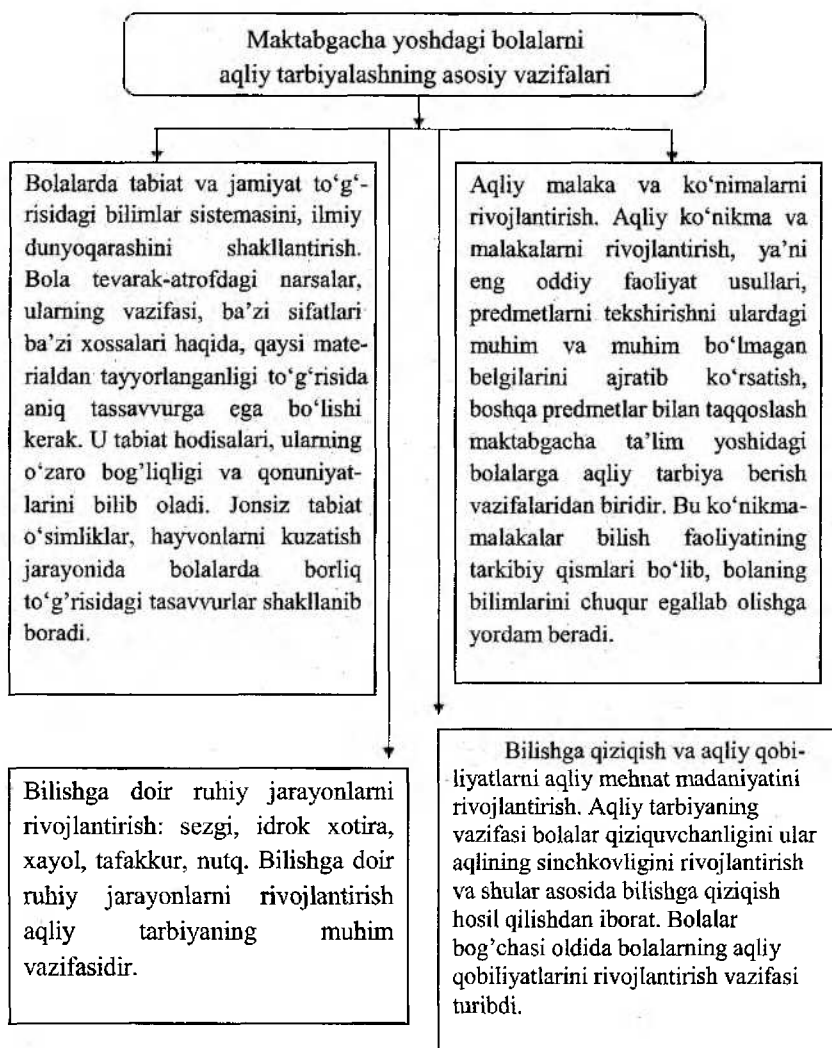 Maktabgacha yoshdagi bolalarni
aqliy tarbiyalashning asosiy vazifalari
Bolalarda tabiat va jamiyat to‘g‘-
risidagi bilimlar sistemasini, ilmiy
dunyoqarashini shakllantirish.
Bola tevarak-atrofdagi narsalar,
ularning vazifasi, ba’zi sifatlari
ba’zi xossalari haqida, qaysi mate-
rialdan tayyorlanganligi to‘g‘risida
aniq tassavvurga ega bo‘lishi
kerak. U tabiat hodisalari, ularning
o’zaro bog’liqligi va qonuniyat-
larini bilib oladi. Jonsiz tabiat
o‘simliklar, hayvonlarni kuzatish
jarayonida bolalarda borliq
to‘g’risidagi tasavvurlar shakllanib
boradi.
Aqliy malaka va ko‘nimalarni
rivojlantirish. Aqliy ko‘nikma va
malakalarni rivojlantirish, ya’ni
eng oddiy faoliyat usullari,
predmetlarni tekshirishni ulardagi
muhim va muhim bo‘lmagan
belgilarini ajratib ko‘rsatish,
boshqa predmetlar bilan taqqoslash
maktabgacha ta’lim yoshidagi
bolalarga aqliy tarbiya berish
vazifalaridan biridir. Bu ko‘nikma-
malakalar bilish faoliyatining
tarkibiy qismlari bo‘lib, bolaning
bilimlarini chuqur egallab olishga
yordam beradi.
Bilishga doir ruhiy jarayonlarni
rivojlantirish: sezgi, idrok xotira,
xayol, tafakkur, nutq. Bilishga doir
ruhiy jarayonlarni rivojlantirish
aqliy tarbiyaning muhim
vazifasidir.
Bilishga qiziqish va aqliy qobi-
liyatlarni aqliy mehnat madaniyatini
rivojlantirish. Aqliy tarbiyaning
vazifasi bolalar qiziquvchanligini ular
aqlining sinchkovligini rivojlantirish
va shular asosida bilishga qiziqish
hosil qilishdan iborat. Bolalar
bog’chasi oldida bolalarning aqliy
qobiliyatlarini rivojlantirish vazifasi
turibdi.